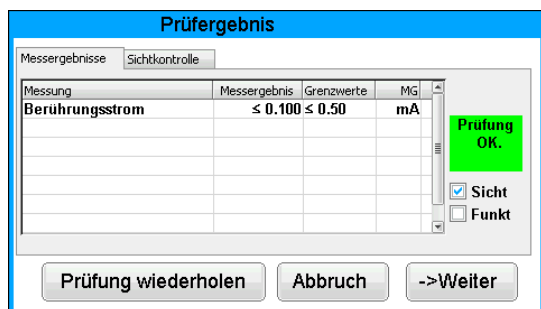 Prüfergebnis
Messergebnisse Sichtkontrolle
Messung Messergebnis Grenzwerte MG
Berührungsstrom ≤ 0.100 ≤ 0.50 mA
Prüfung
OK.
Sicht
Funkt
Prüfung wiederholen Abbruch ->Weiter